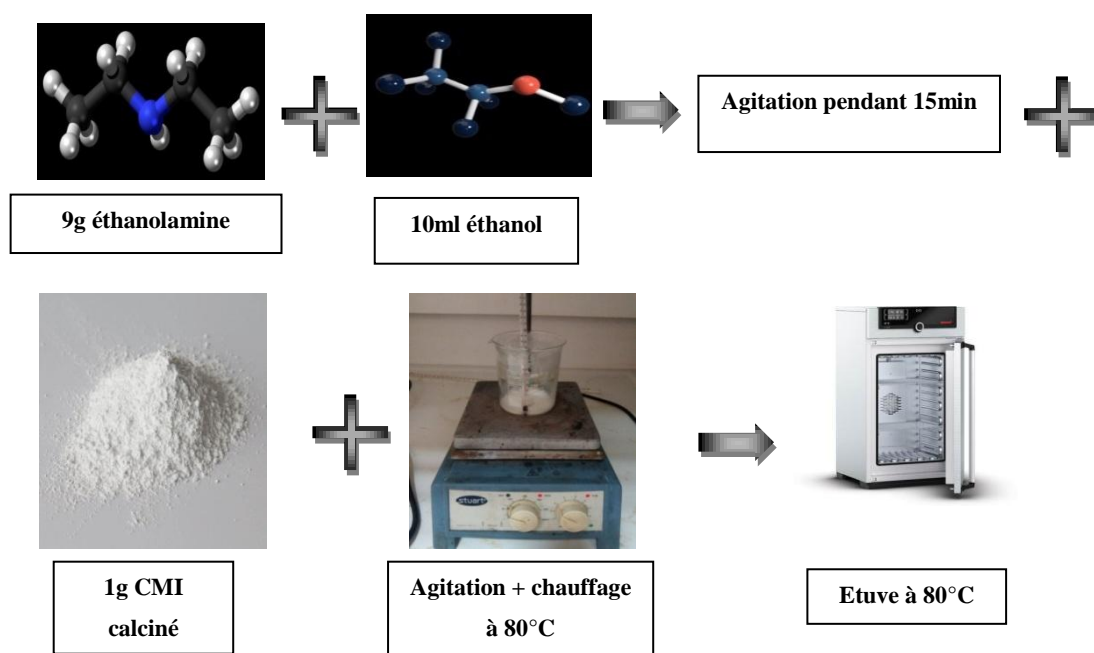 Agitation pendant 15min
9g éthanolamine
10ml éthanol
stuart
1g CMI
calciné
Agitation + chauffage
à 80°C
Etuve à 80°C